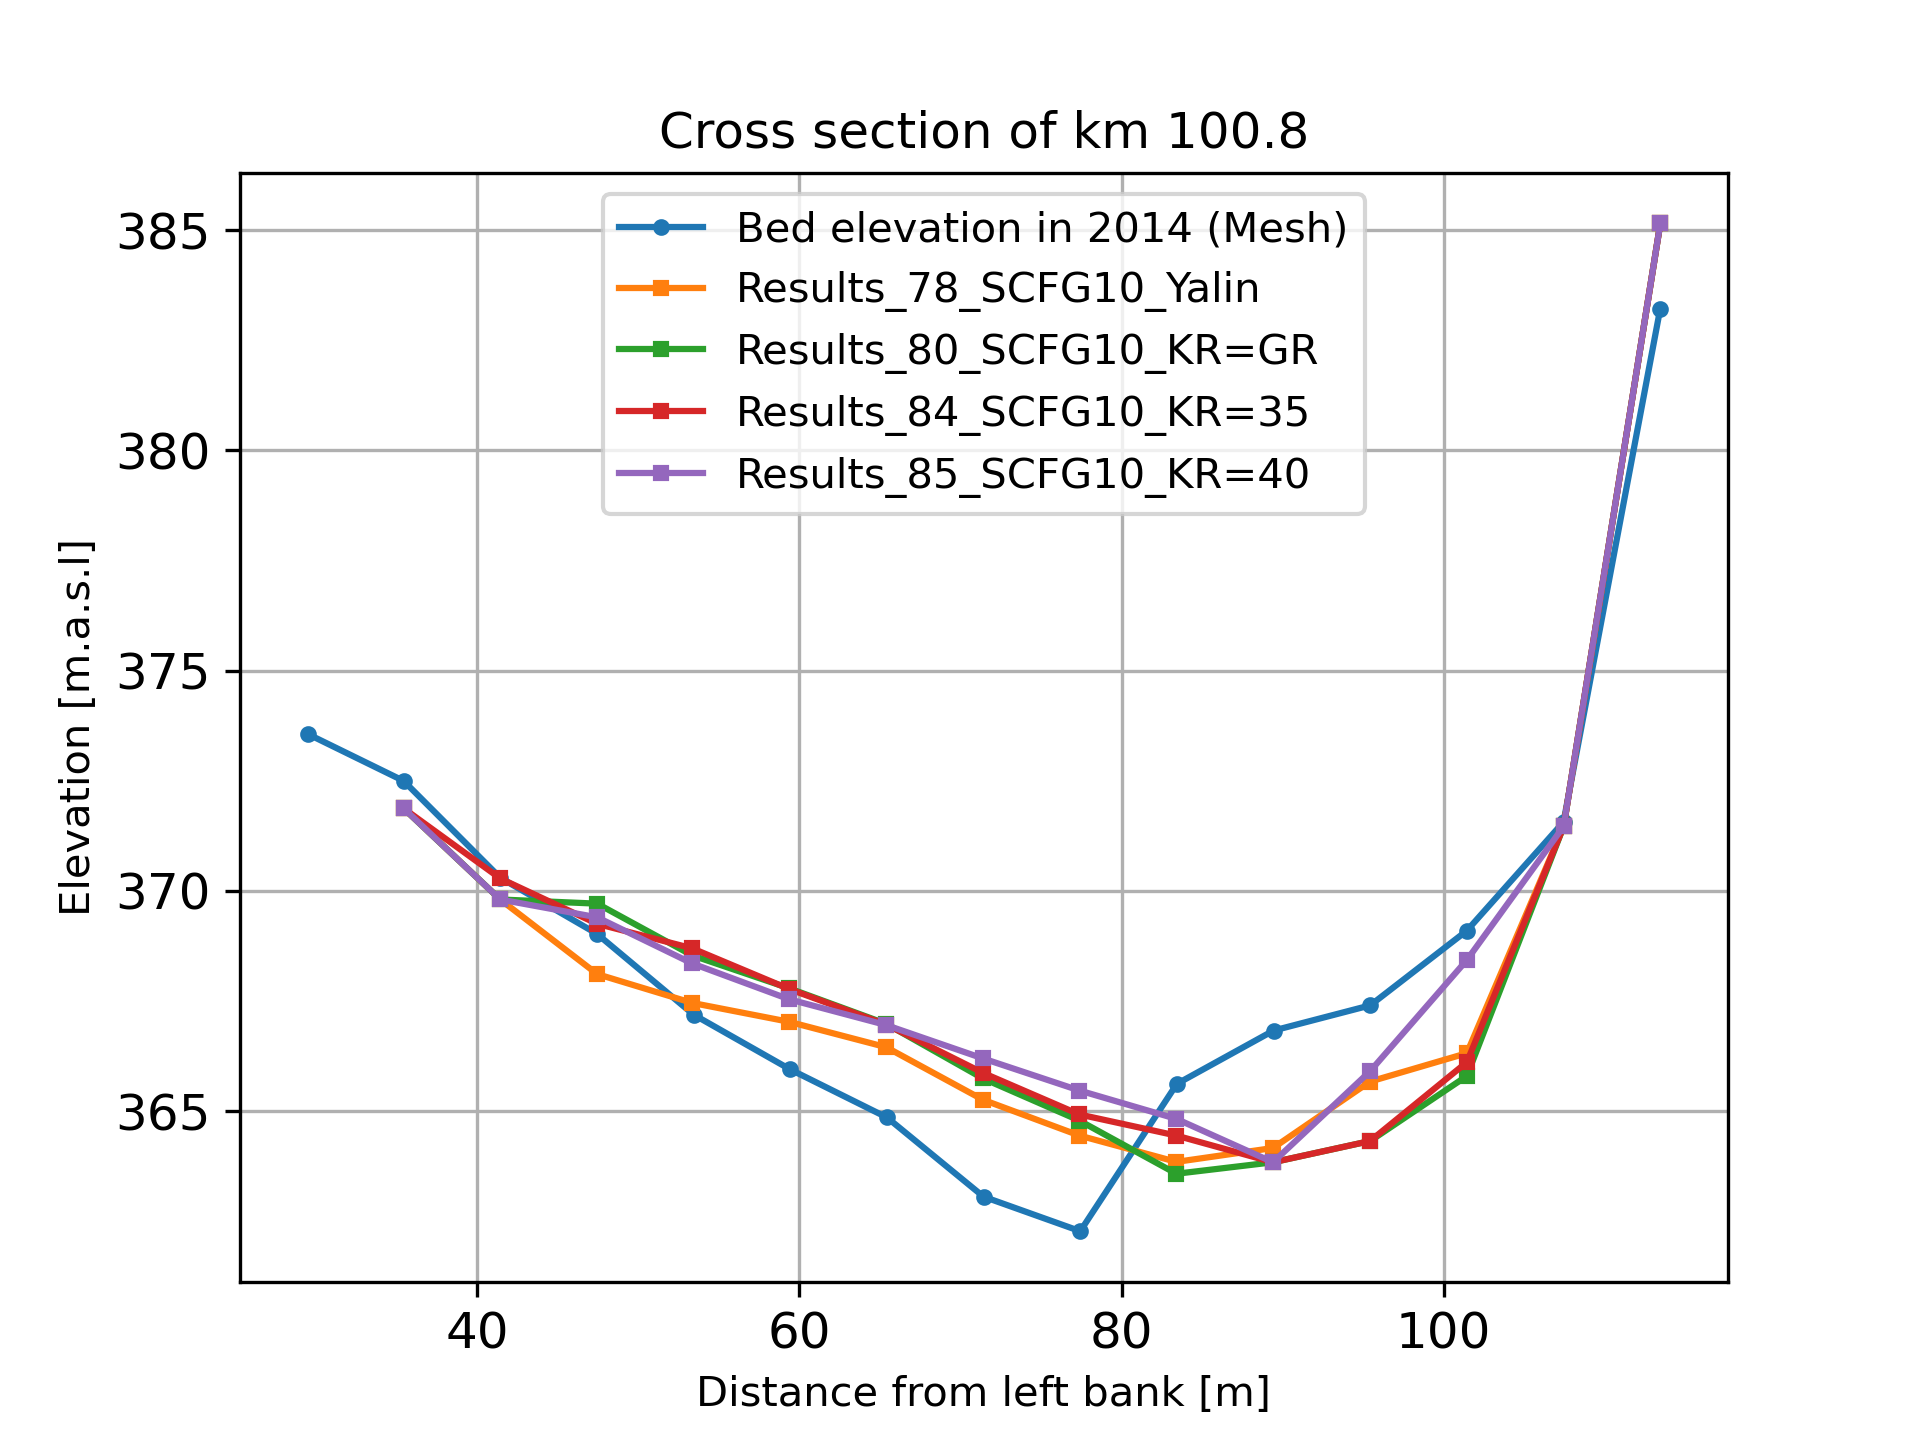 Cross section of km 100.8
Bed elevation in 2014 (Mesh)
Results_78_SCFG10_Yalin
Results_80_SCFG10_KR=GR
Results_84_SCFG10_KR=35
Results_85_SCFG10_KR=40
385
380
375
370
365
Elevation [m.a.s.l]
40 60 80 100
Distance from left bank [m]